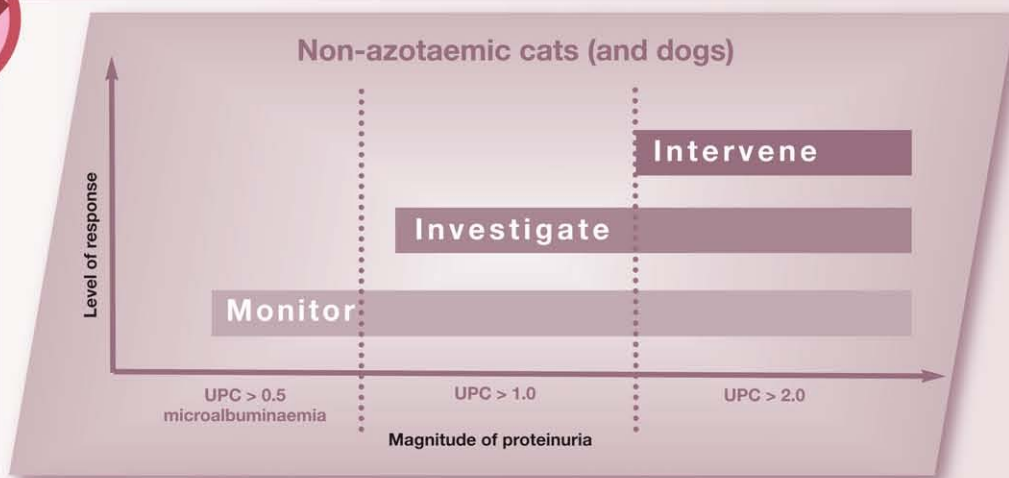 Non-azotaemic cats (and dogs)
Level of response
Intervene
Investigate
Monitor
UPC > 0.5
microalbuminaemia
UPC > 1.0
UPC > 2.0
Magnitude of proteinuria